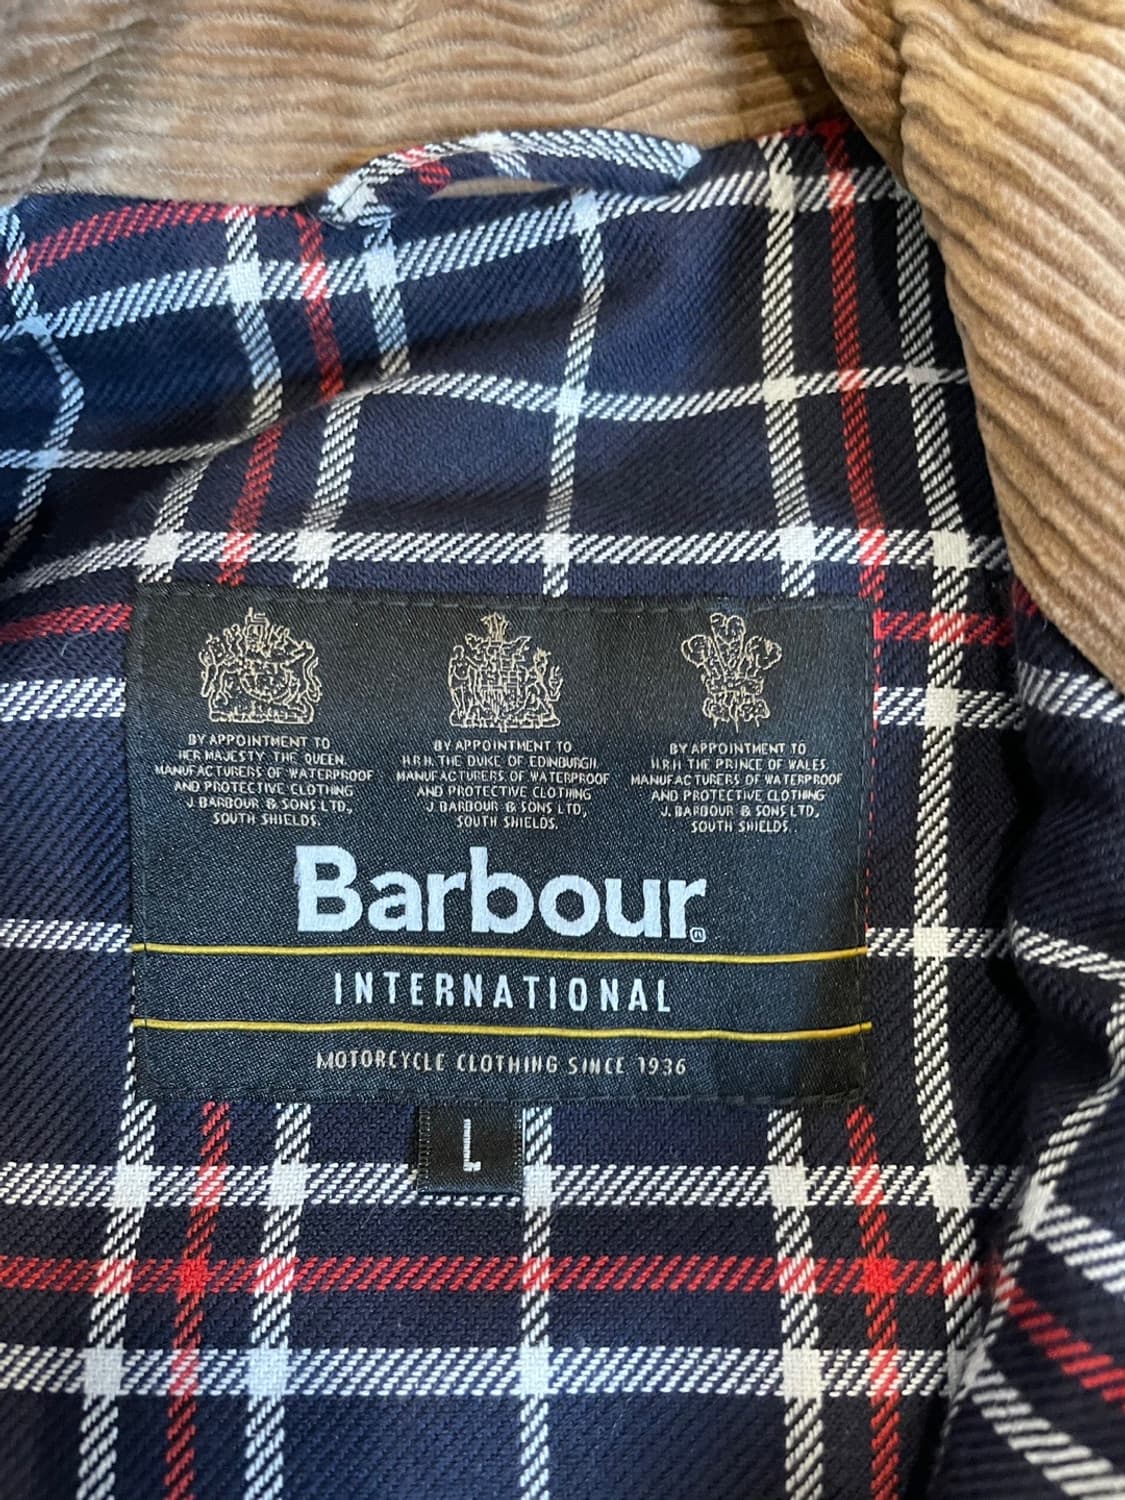 BY APPOINTMENT TO
HER MAJESTY THE QUEEN
MANUFACTURERS OF WATERPROOF
AND PROTECTIVE CLOTHING
J BARBOUR & SONS LTD,
SOUTH SHIELDS.
BY APPOINTMENT TO
H.R.H. THE DUKE OF EDINBURGH
MANUFACTURERS OF WATERPROOF
AND PROTECTIVE CLOTHING
J BARBOUR & SONS LTD,
SOUTH SHIELDS.
BY APPOINTMENT TO
H.R.H THE PRINCE OF WALES
MANUFACTURERS OF WATERPROOF
AND PROTECTIVE CLOTHING
J. BARBOUR & SONS LTD,
SOUTH SHIELDS.
Barbour®
INTERNATIONAL
MOTORCYCLE CLOTHING SINCE 1936
L